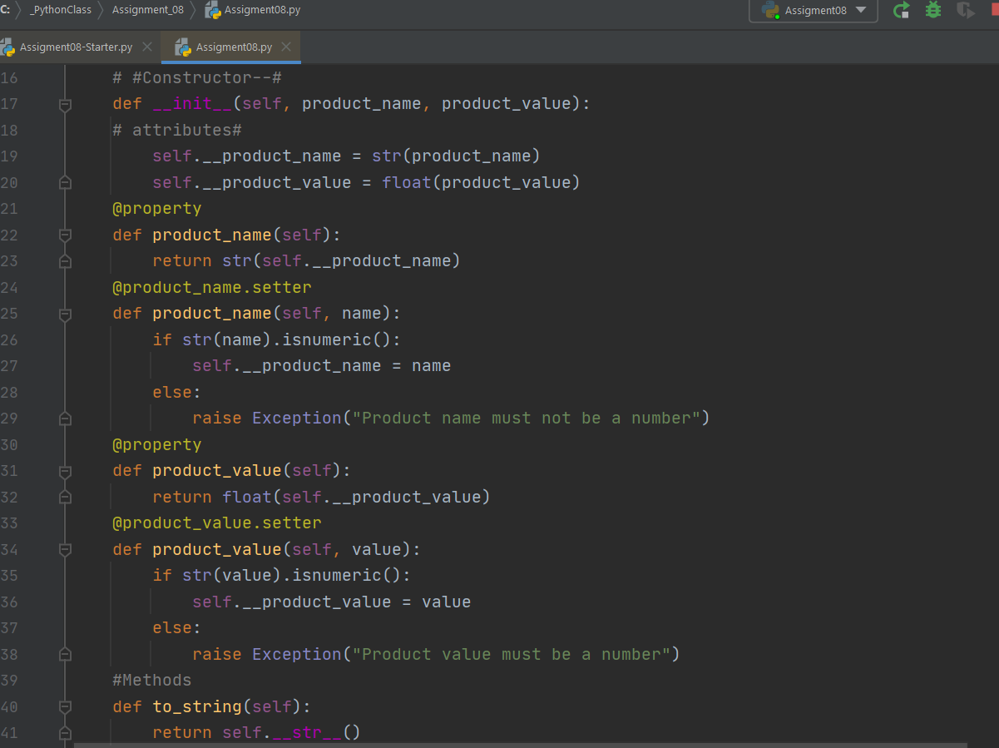 C: _PythonClass Assignment_08 Assigment08.py Assigment08
Assigment08-Starter.py Assigment08.py
16 # #Constructor--#
17 def __init__(self, product_name, product_value):
18 # attributes#
19 self.__product_name = str(product_name)
20 self.__product_value = float(product_value)
21 @property
22 def product_name(self):
23 return str(self.__product_name)
24 @product_name.setter
25 def product_name(self, name):
26 if str(name).isnumeric():
27 self.__product_name = name
28 else:
29 raise Exception("Product name must not be a number")
30 @property
31 def product_value(self):
32 return float(self.__product_value)
33 @product_value.setter
34 def product_value(self, value):
35 if str(value).isnumeric():
36 self.__product_value = value
37 else:
38 raise Exception("Product value must be a number")
39 #Methods
40 def to_string(self):
41 return self.__str__()